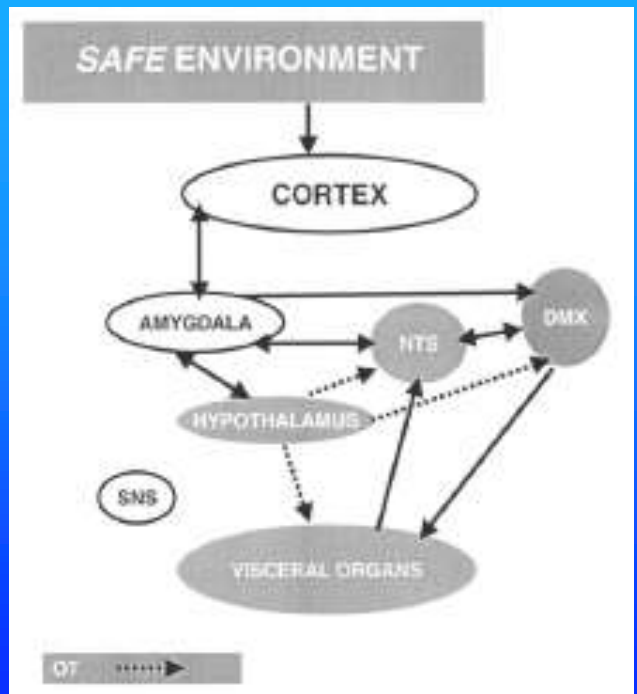 SAFE ENVIRONMENT
CORTEX
AMYGDALA
DMX
NTS
HYPOTHALAMUS
SNS
VISCERAL ORGANS
OT